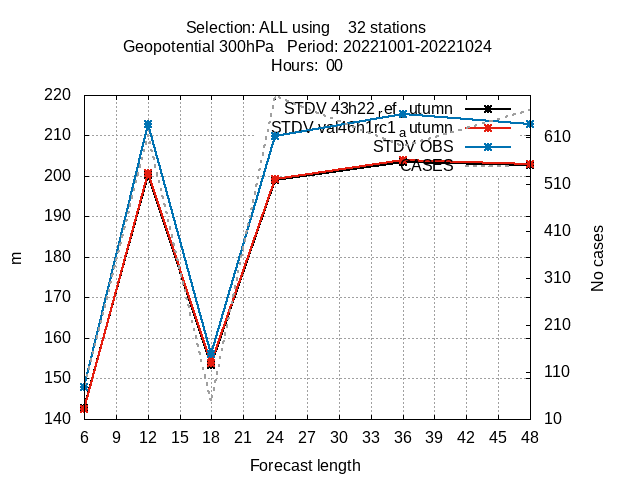 Selection: ALL using 32 stations
Geopotential 300hPa Period: 20221001-20221024
Hours: 00
220
210
200
190
180
170
160
150
140
m
STDV 43h22_ref_autumn
STDV OBS
CASES
610
510
410
310
210
110
10
No cases
6 9 12 15 18 21 24 27 30 33 36 39 42 45 48
Forecast length